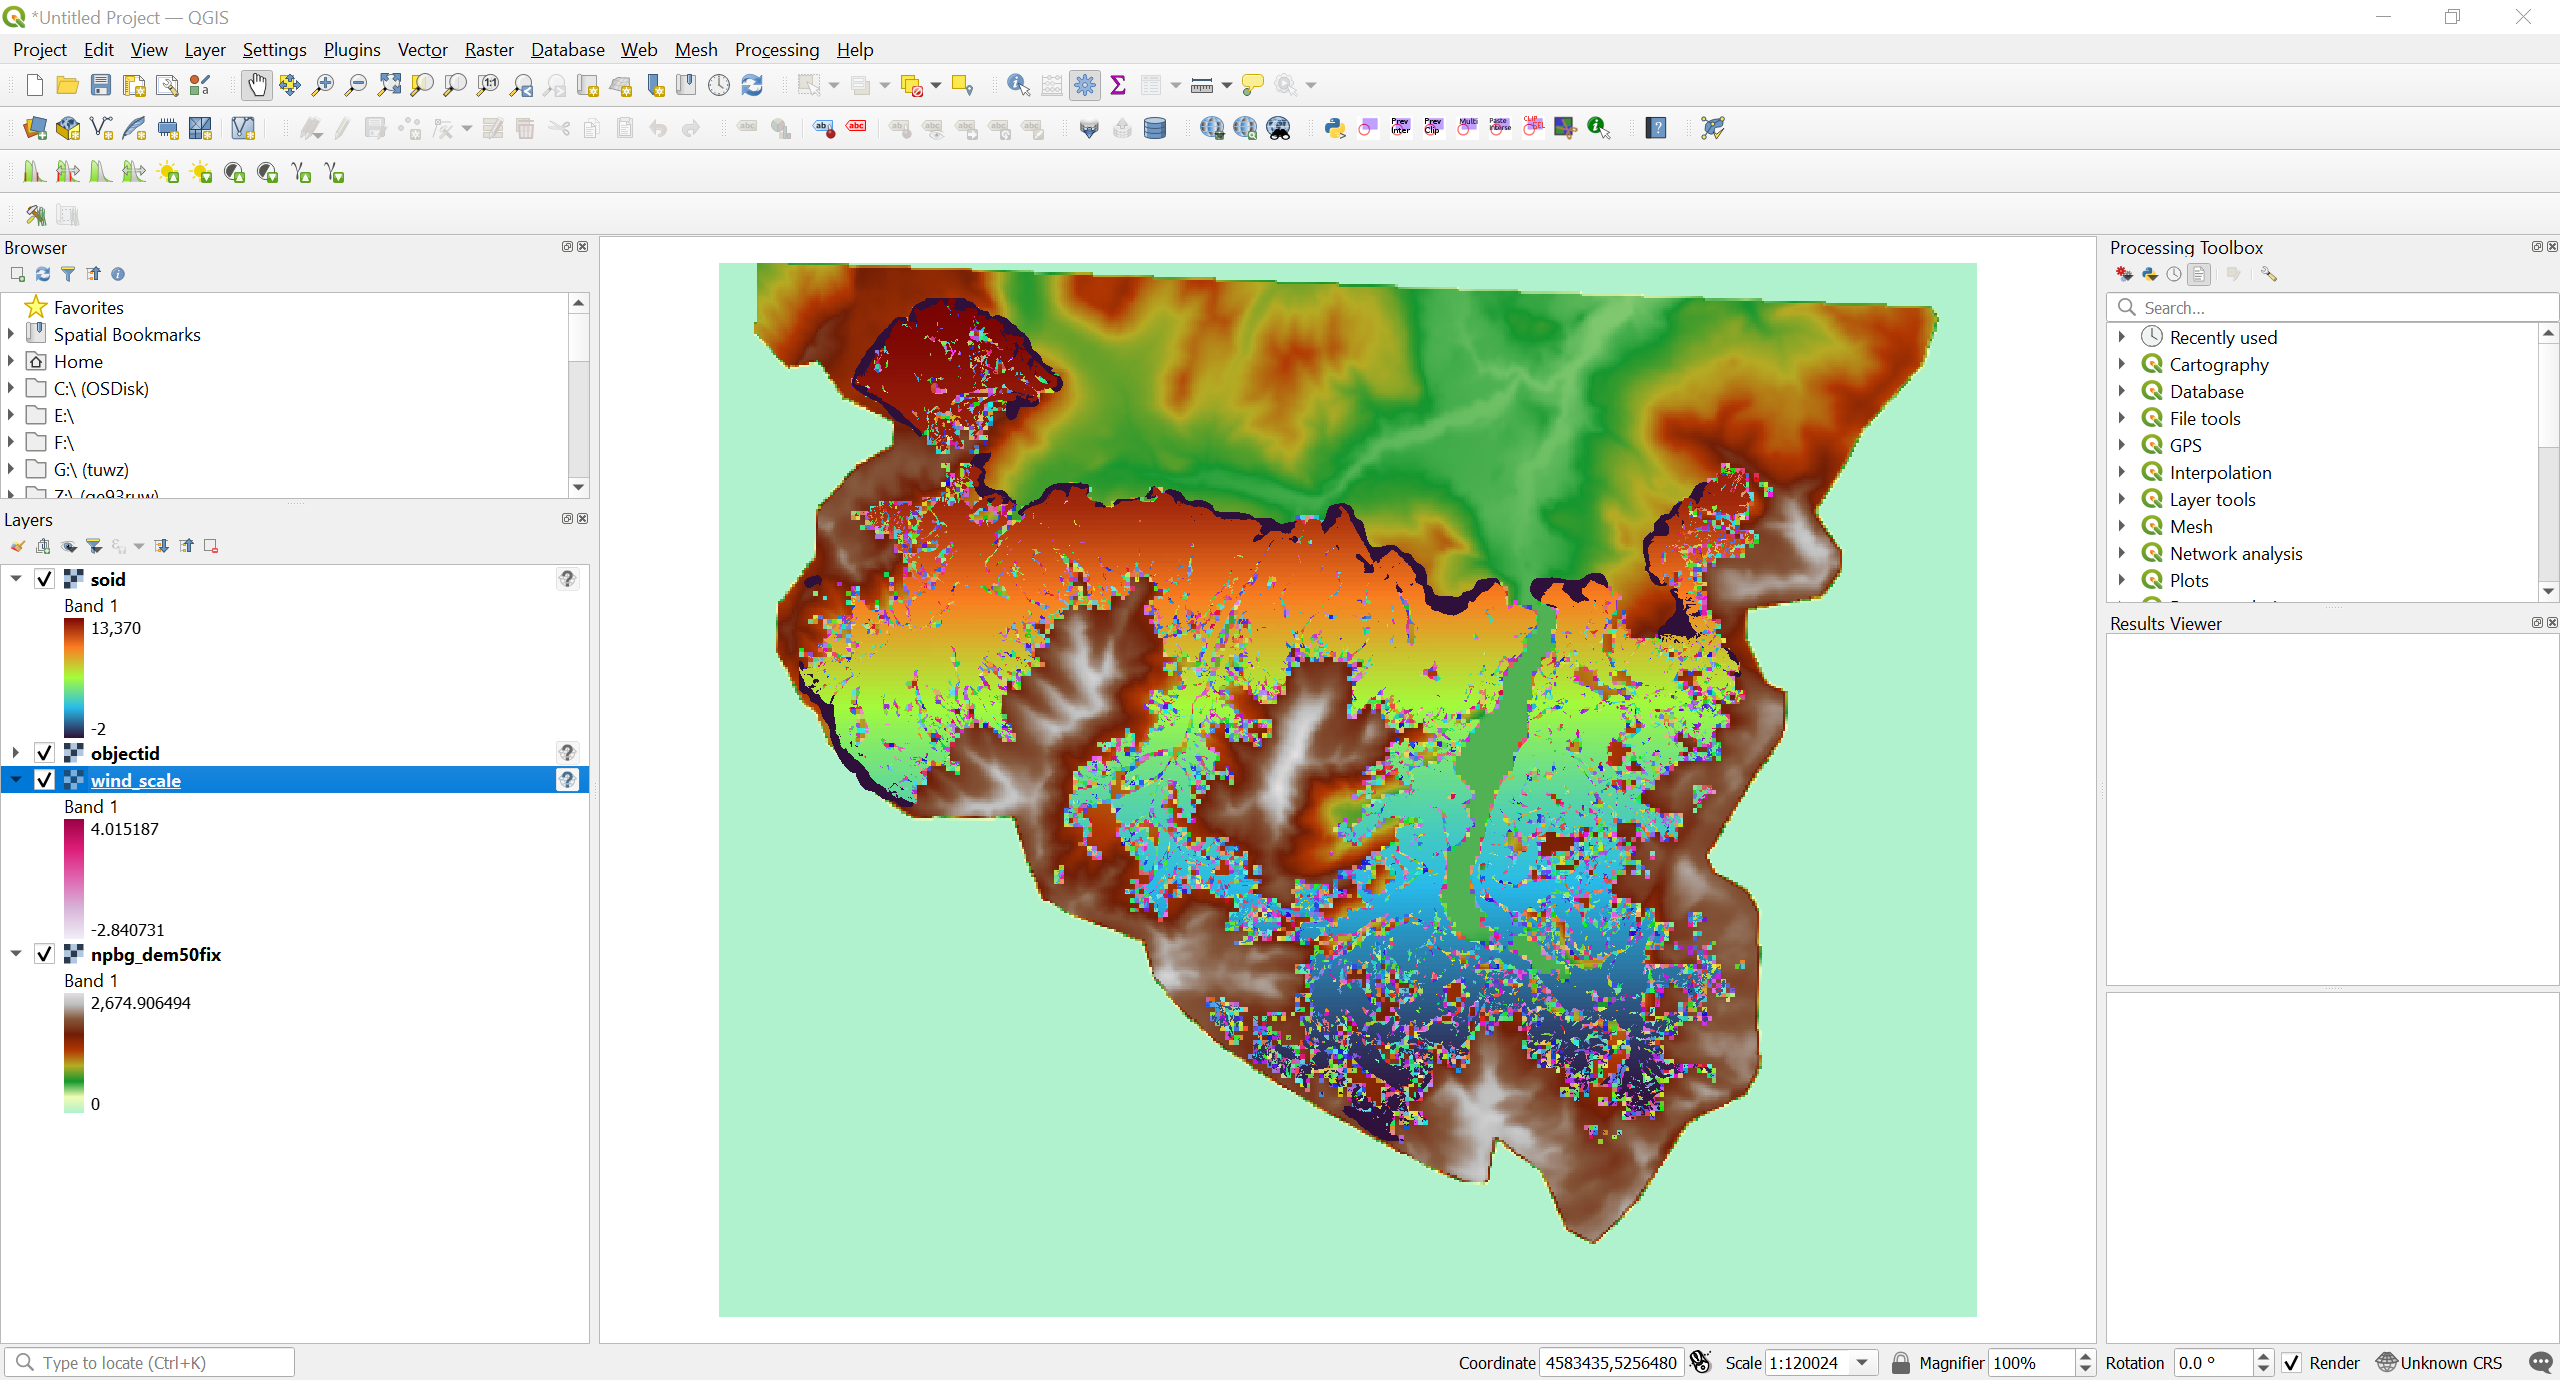 *Untitled Project — QGIS
Project Edit View Layer Settings Plugins Vector Raster Database Web Mesh Processing Help
Browser
Favorites
Spatial Bookmarks
Home
C:\ (OSDisk)
E:\
F:\
G:\ (tuwz)
Layers
soid
Band 1
13,370
-2
objectid
wind_scale
Band 1
4.015187
-2.840731
npbg_dem50fix
Band 1
2,674.906494
0
Processing Toolbox
Search...
Recently used
Cartography
Database
File tools
GPS
Interpolation
Layer tools
Mesh
Network analysis
Plots
Results Viewer
Type to locate (Ctrl+K)
Coordinate 4583435,5256480 Scale 1:120024 Magnifier 100% Rotation 0.0 ° Render Unknown CRS